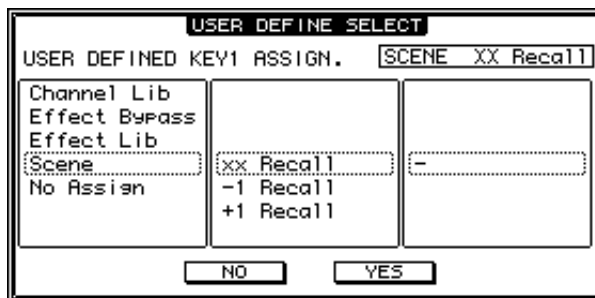 USER DEFINE SELECT
USER DEFINED KEY1 ASSIGN. SCENE XX Recall
Channel Lib
Effect Bypass
Effect Lib
Scene
No Assign
xx Recall
-1 Recall
+1 Recall
-
NO YES